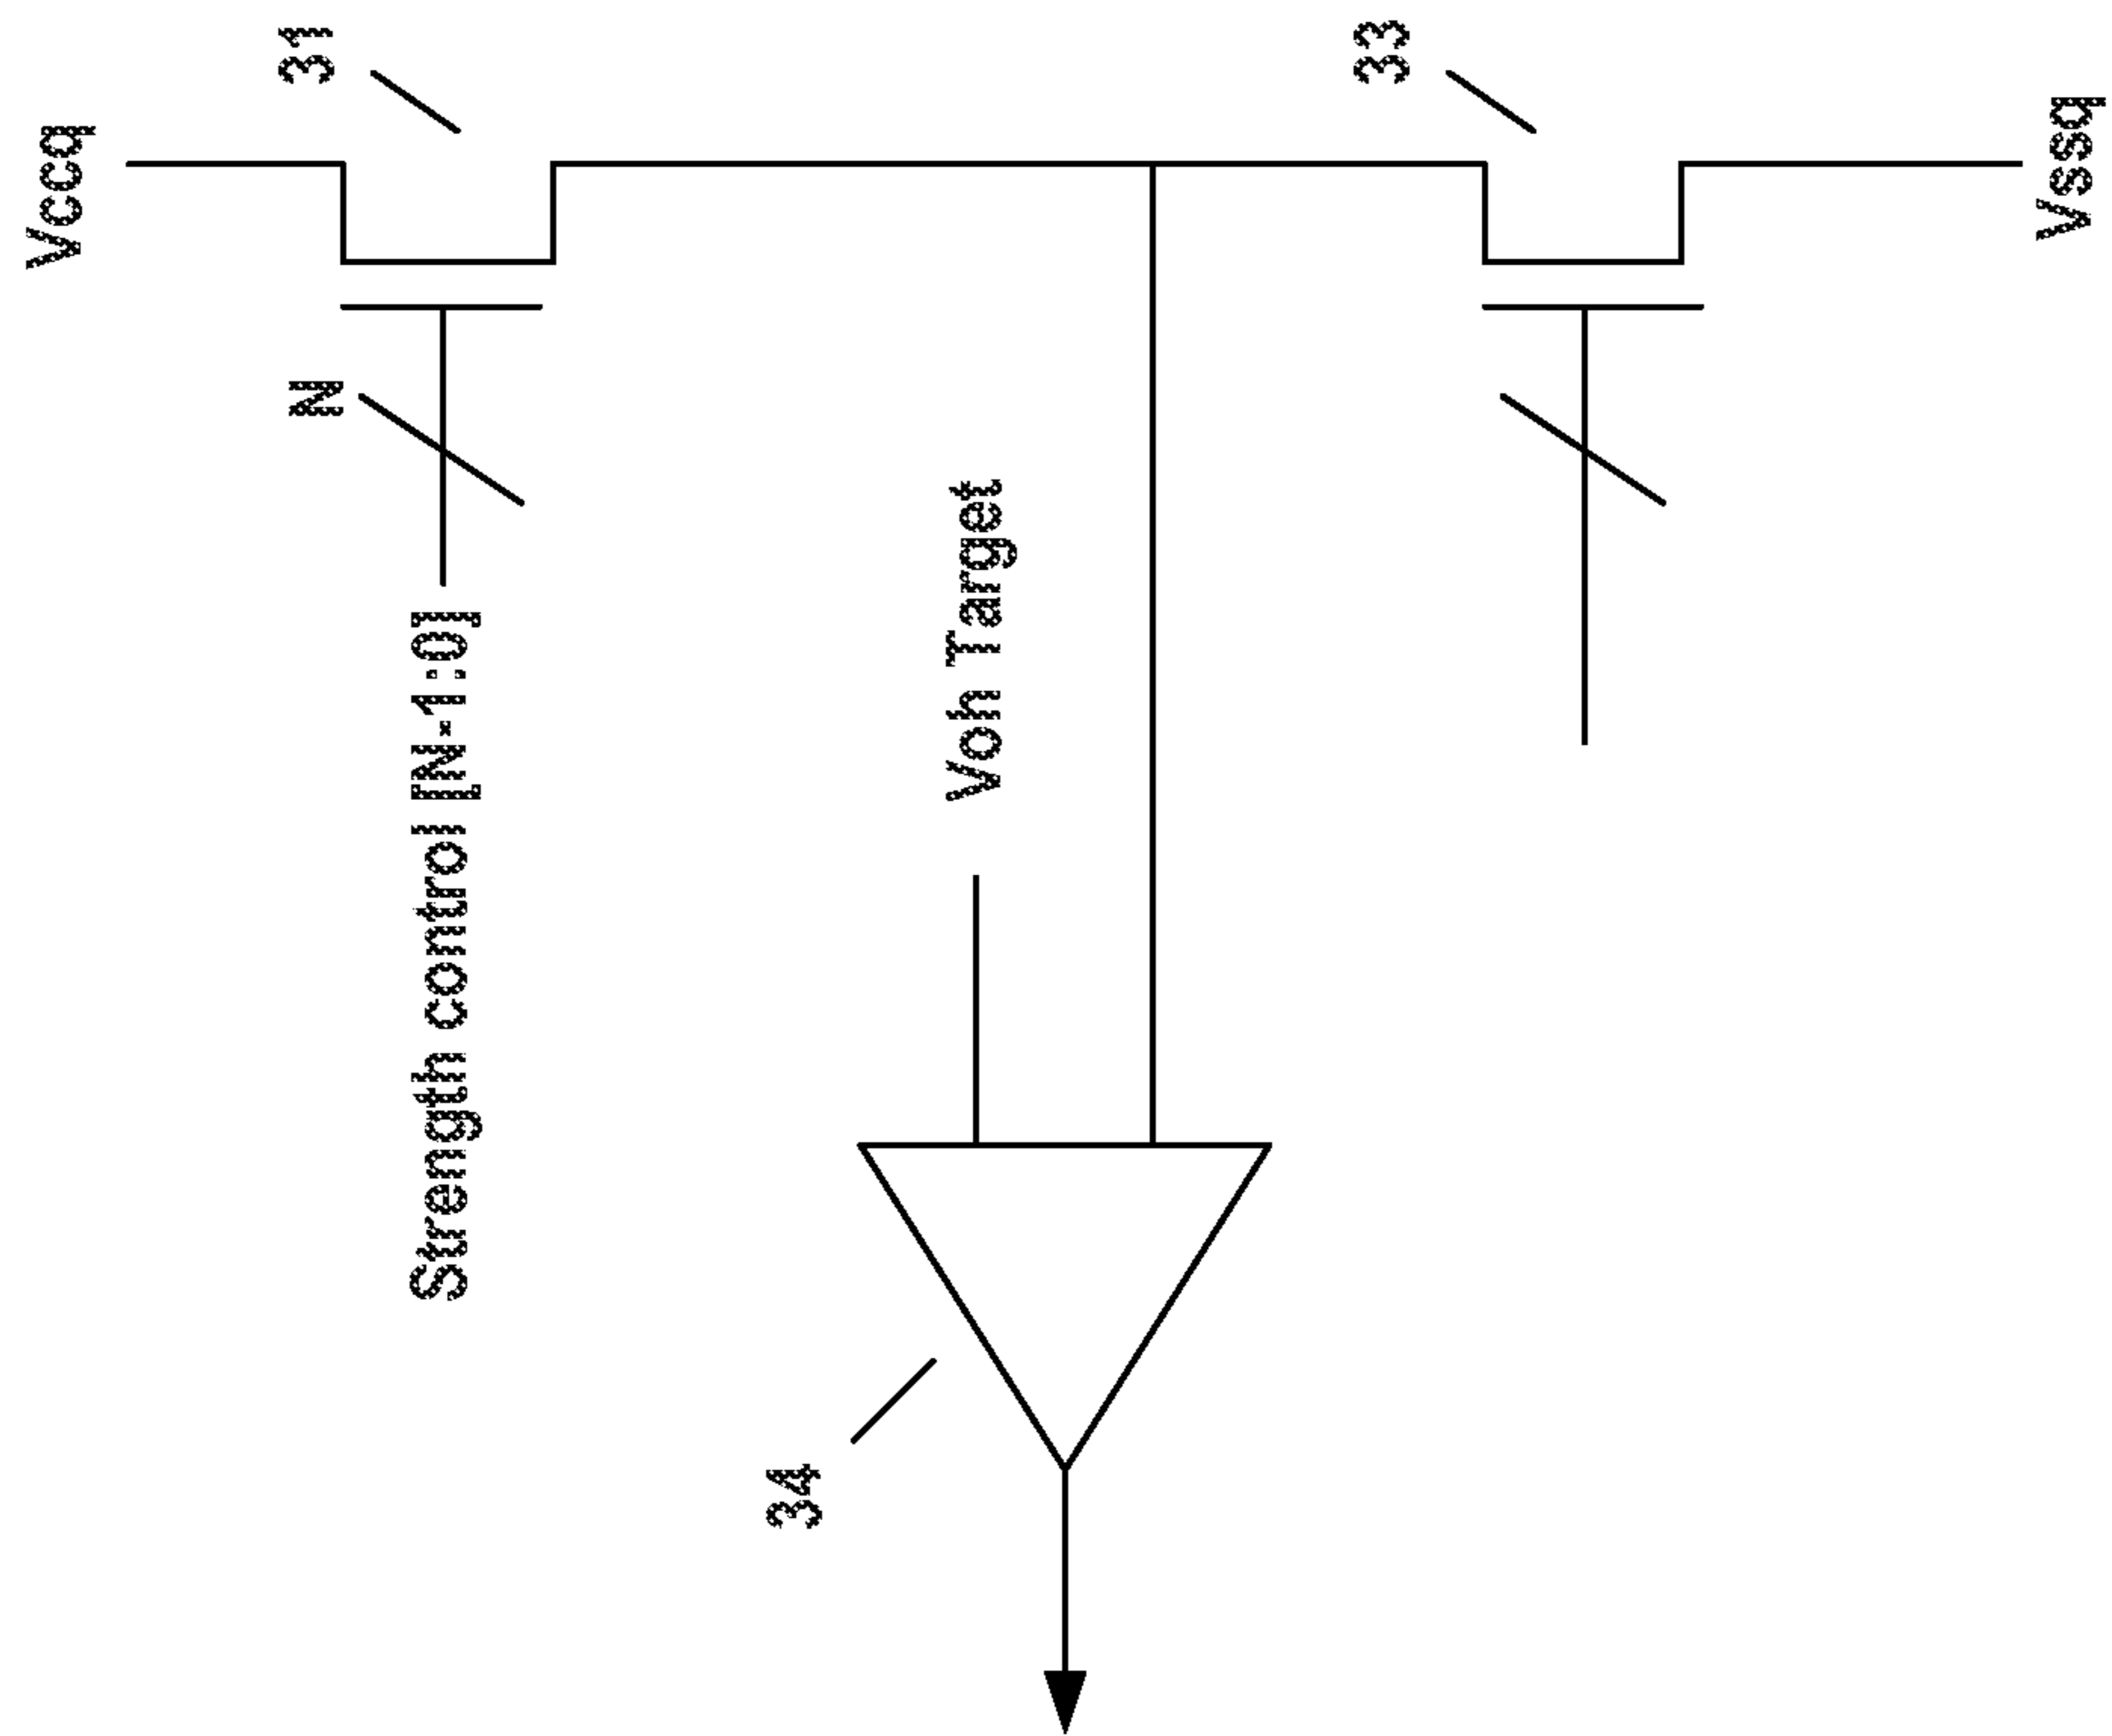 Vccq
31
N
Strength control [N-1:0]
Voh Target
34
33
Vssq